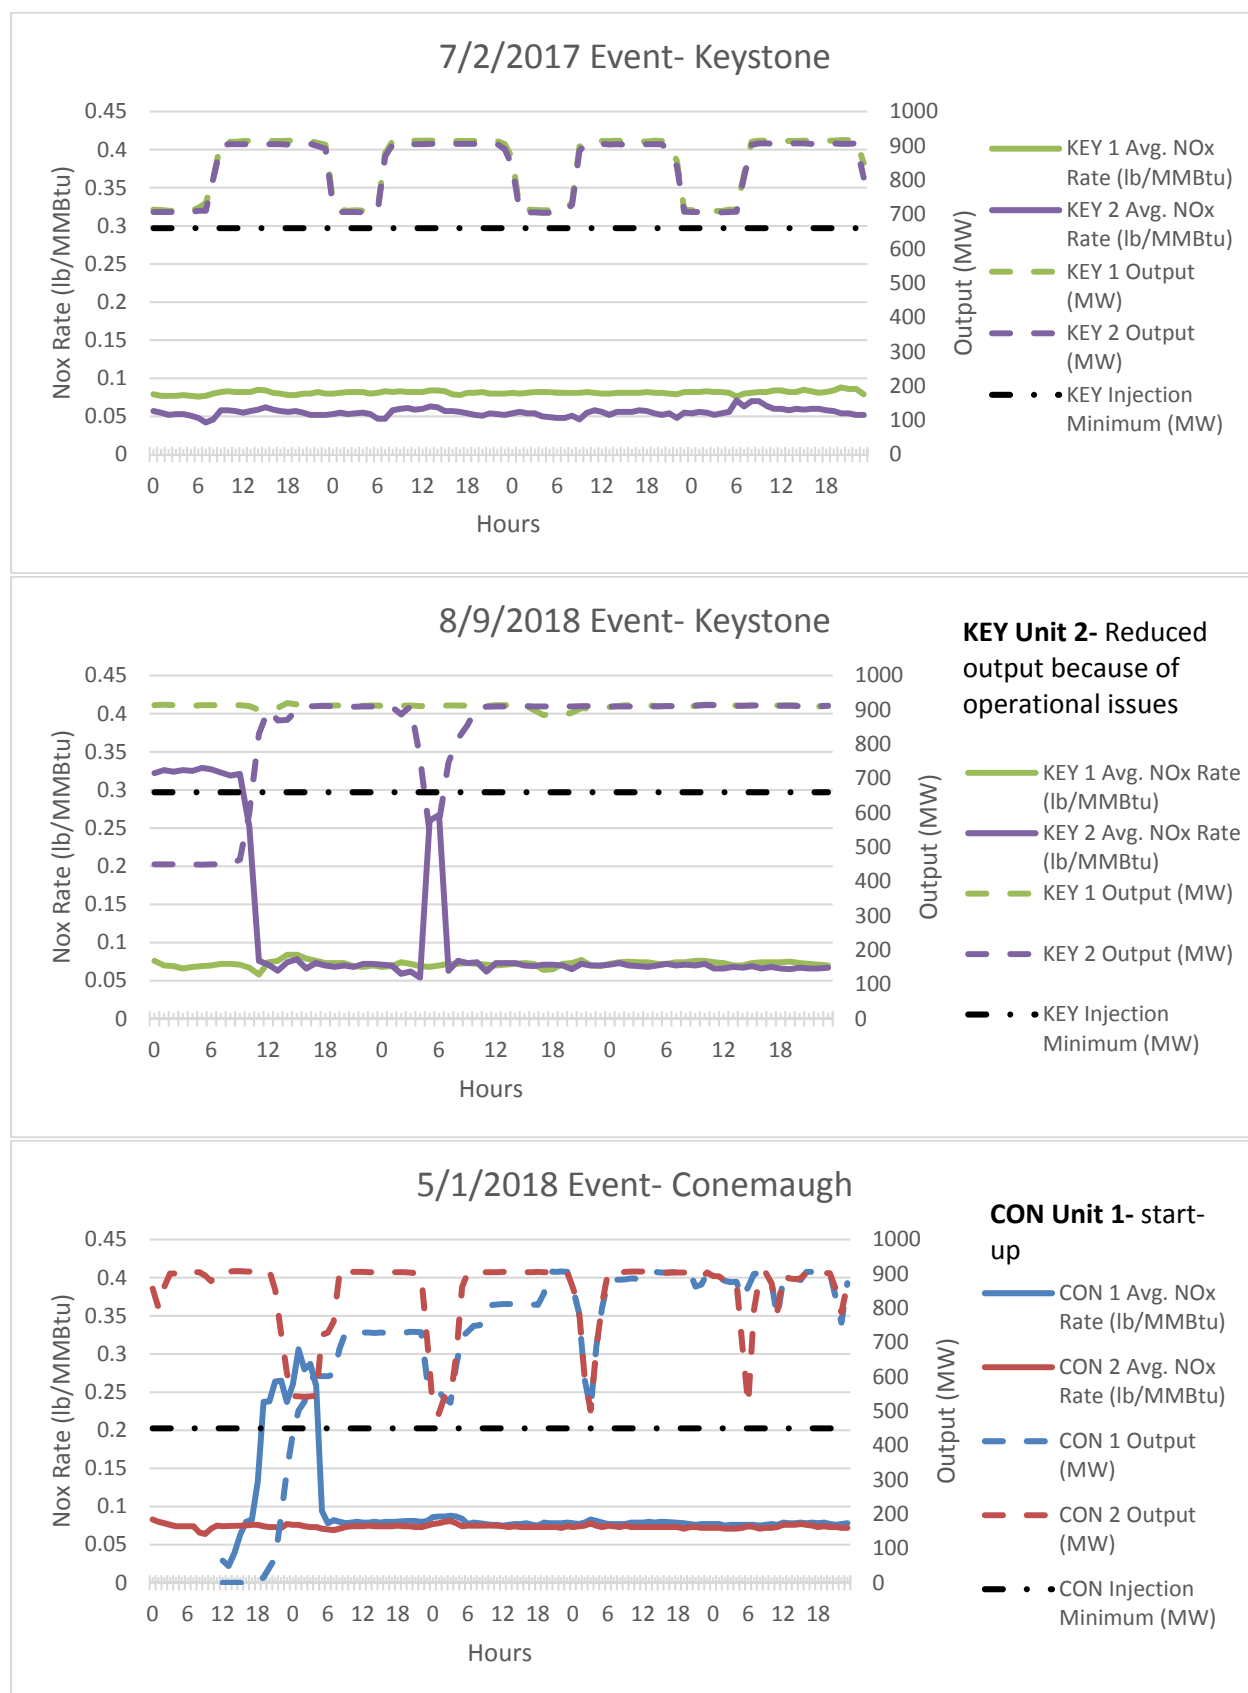 7/2/2017 Event- Keystone
Nox Rate (lb/MMBtu)
0.45
0.4
0.35
0.3
0.25
0.2
0.15
0.1
0.05
0
1000
900
800
700
600
500
400
300
200
100
0
Output (MW)
0 6 12 18 0 6 12 18 0 6 12 18 0 6 12 18
Hours
KEY 1 Avg. NOx
Rate (lb/MMBtu)
KEY 2 Avg. NOx
Rate (lb/MMBtu)
KEY 1 Output
(MW)
KEY 2 Output
(MW)
KEY Injection
Minimum (MW)
8/9/2018 Event- Keystone
Nox Rate (lb/MMBtu)
0.45
0.4
0.35
0.3
0.25
0.2
0.15
0.1
0.05
0
1000
900
800
700
600
500
400
300
200
100
0
Output (MW)
0 6 12 18 0 6 12 18 0 6 12 18
Hours
KEY Unit 2- Reduced
output because of
operational issues
KEY 1 Avg. NOx Rate
(lb/MMBtu)
KEY 2 Avg. NOx Rate
(lb/MMBtu)
KEY 1 Output (MW)
KEY 2 Output (MW)
KEY Injection
Minimum (MW)
5/1/2018 Event- Conemaugh
Nox Rate (lb/MMBtu)
0.45
0.4
0.35
0.3
0.25
0.2
0.15
0.1
0.05
0
1000
900
800
700
600
500
400
300
200
100
0
Output (MW)
0 6 12 18 0 6 12 18 0 6 12 18 0 6 12 18 0 6 12 18
Hours
CON Unit 1- start-
up
CON 1 Avg. NOx
Rate (lb/MMBtu)
CON 2 Avg. NOx
Rate (lb/MMBtu)
CON 1 Output
(MW)
CON 2 Output
(MW)
CON Injection
Minimum (MW)